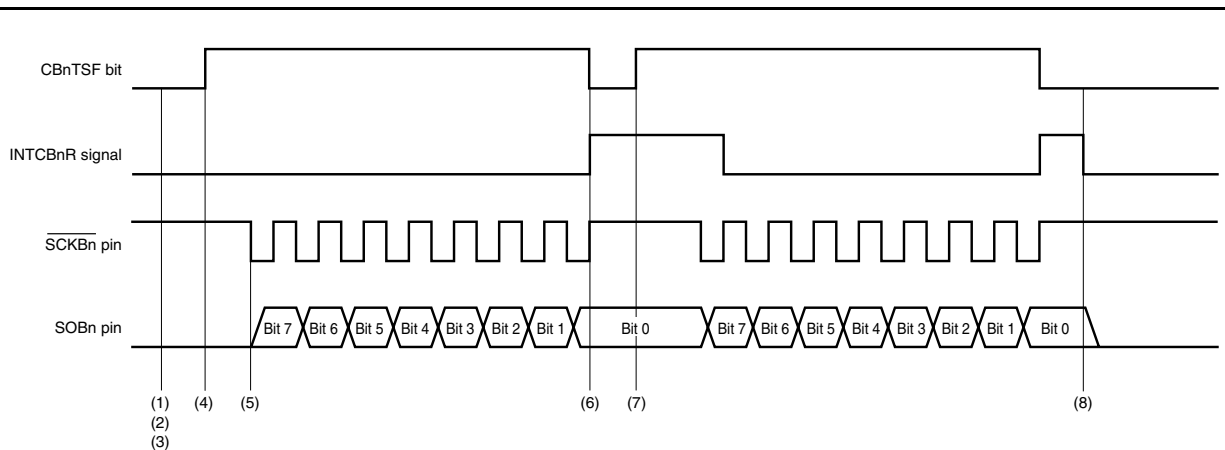 CBnTSF bit
INTCBnR signal
SCKBn pin
SOBn pin
Bit 7 Bit 6 Bit 5 Bit 4 Bit 3 Bit 2 Bit 1 Bit 0 Bit 7 Bit 6 Bit 5 Bit 4 Bit 3 Bit 2 Bit 1 Bit 0
(1) (4) (5) (6) (7) (8)
(2)
(3)